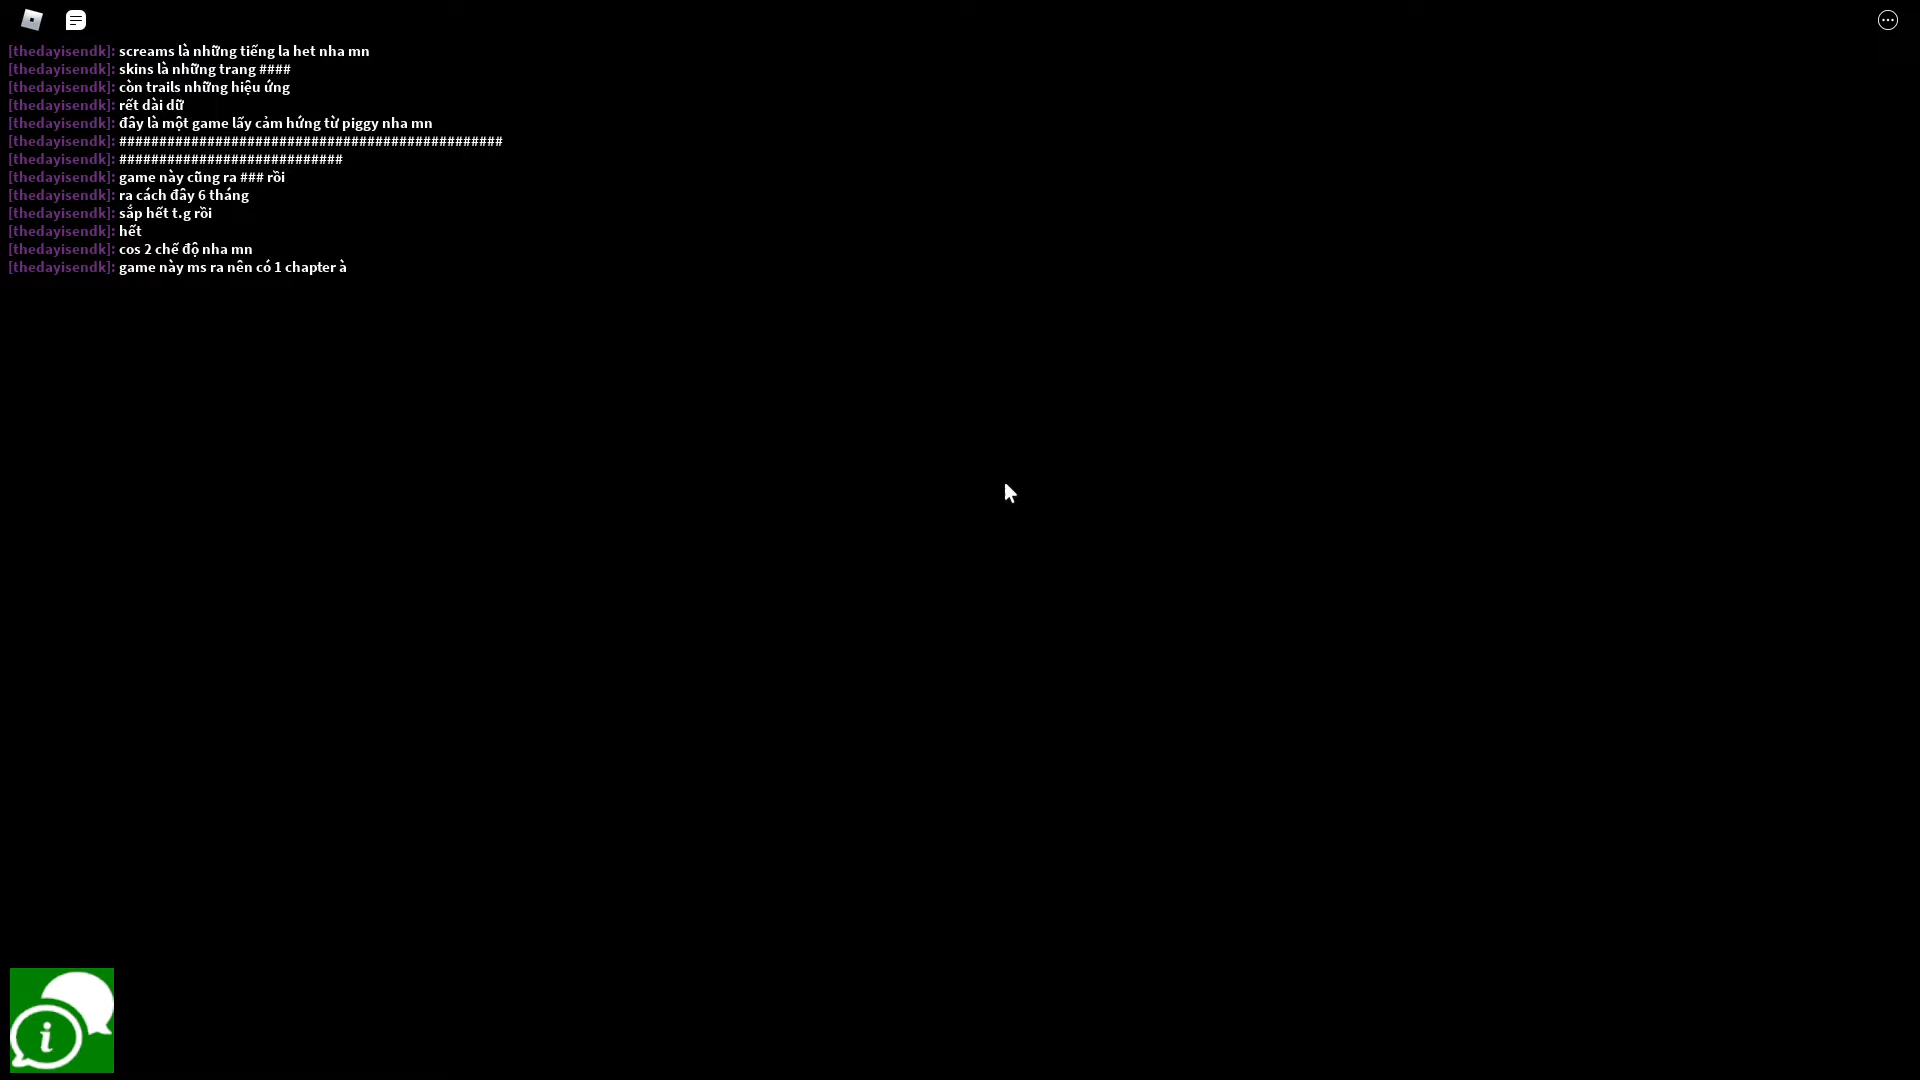 [thedayisendk]: screams là những tiếng la het nha mn
[thedayisendk]: skins là những trang ####
[thedayisendk]: còn trails những hiệu ứng
[thedayisendk]: rết dài dữ
[thedayisendk]: đây là một game lấy cảm hứng từ piggy nha mn
[thedayisendk]: ################################################
[thedayisendk]: ############################
[thedayisendk]: game này cũng ra ### rồi
[thedayisendk]: ra cách đây 6 tháng
[thedayisendk]: sắp hết t.g rồi
[thedayisendk]: hết
[thedayisendk]: cos 2 chế độ nha mn
[thedayisendk]: game này ms ra nên có 1 chapter à
i